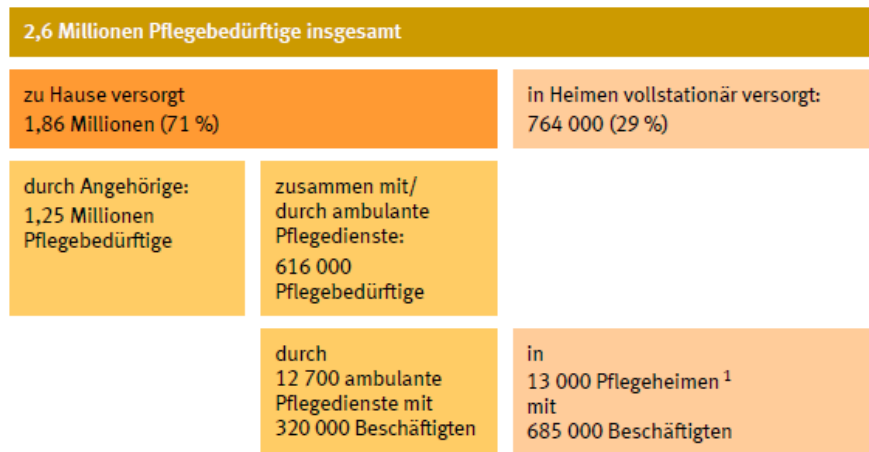 2,6 Millionen Pflegebedürftige insgesamt
zu Hause versorgt
1,86 Millionen (71 %)
in Heimen vollstationär versorgt:
764 000 (29 %)
durch Angehörige:
1,25 Millionen
Pflegebedürftige
zusammen mit/
durch ambulante
Pflegedienste:
616 000
Pflegebedürftige
durch
12 700 ambulante
Pflegedienste mit
320 000 Beschäftigten
in
13 000 Pflegeheimen ¹
mit
685 000 Beschäftigten